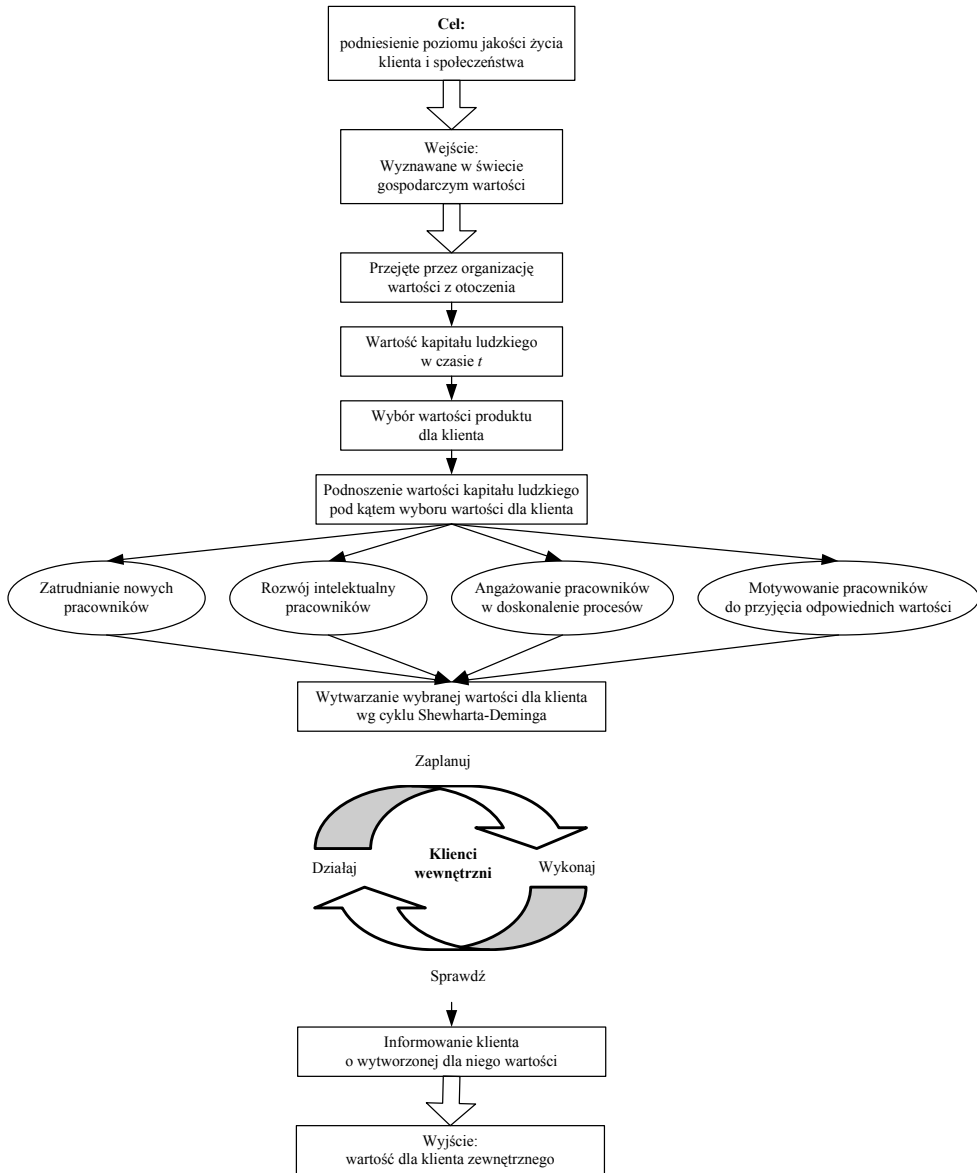 Cel:
podniesienie poziomu jakości życia
klienta i społeczeństwa
Wejście:
Wyznawane w świecie
gospodarczym wartości
Przejęte przez organizację
wartości z otoczenia
Wartość kapitału ludzkiego
w czasie t
Wybór wartości produktu
dla klienta
Podnoszenie wartości kapitału ludzkiego
pod kątem wyboru wartości dla klienta
Zatrudnianie nowych
pracowników
Rozwój intelektualny
pracowników
Angażowanie pracowników
w doskonalenie procesów
Motywowanie pracowników
do przyjęcia odpowiednich wartości
Wytwarzanie wybranej wartości dla klienta
wg cyklu Shewharta-Deminga
Zaplanuj
Działaj
Klienci
wewnętrzni
Wykonaj
Sprawdź
Informowanie klienta
o wytworzonej dla niego wartości
Wyjście:
wartość dla klienta zewnętrznego